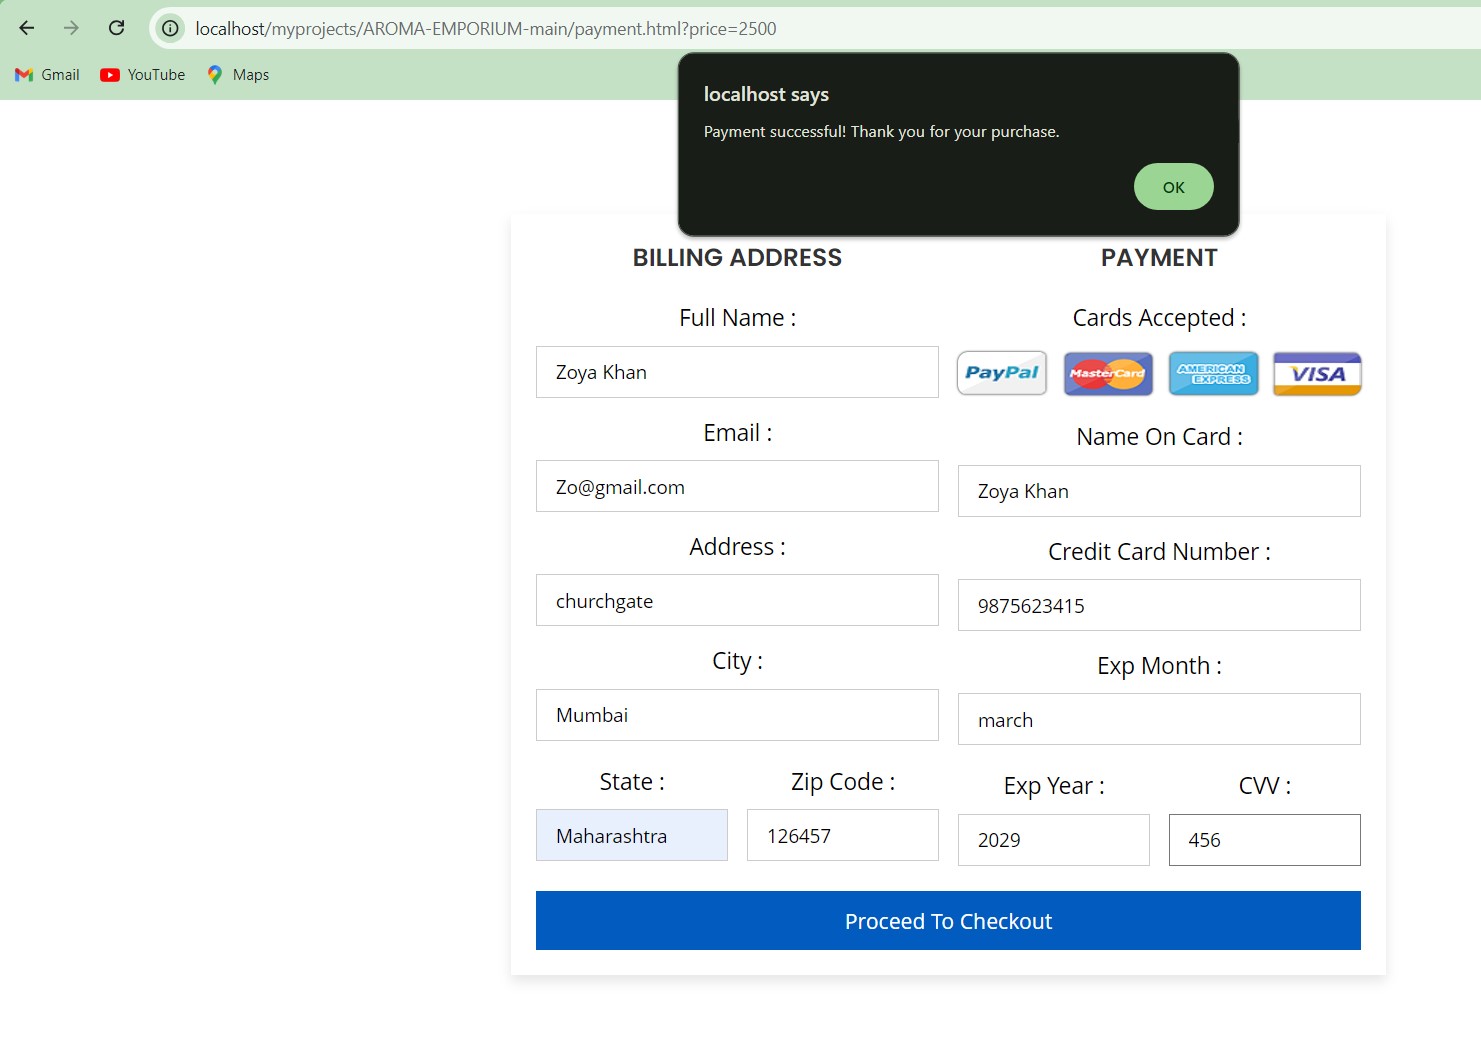 localhost/myprojects/AROMA-EMPORIUM-main/payment.html?price=2500
Gmail YouTube Maps
localhost says
Payment successful! Thank you for your purchase.
OK
BILLING ADDRESS
Full Name :
Zoya Khan
Email :
Zo@gmail.com
Address :
churchgate
City :
Mumbai
State : Zip Code :
Maharashtra 126457
PAYMENT
Cards Accepted :
PayPal MasterCard AMERICAN EXPRESS VISA
Name On Card :
Zoya Khan
Credit Card Number :
9875623415
Exp Month :
march
Exp Year : CVV :
2029 456
Proceed To Checkout